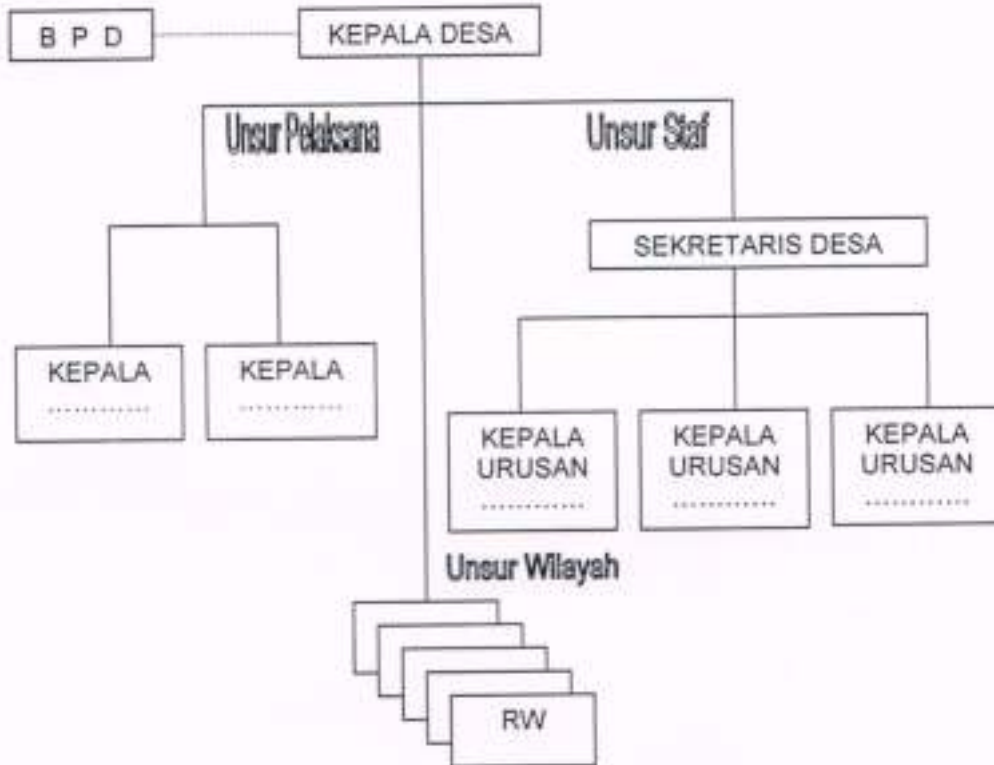 B P D
KEPALA DESA
Unsur Pelaksana
Unsur Staf
SEKRETARIS DESA
KEPALA
............
KEPALA
............
KEPALA
URUSAN
............
KEPALA
URUSAN
............
KEPALA
URUSAN
............
Unsur Wilayah
RW